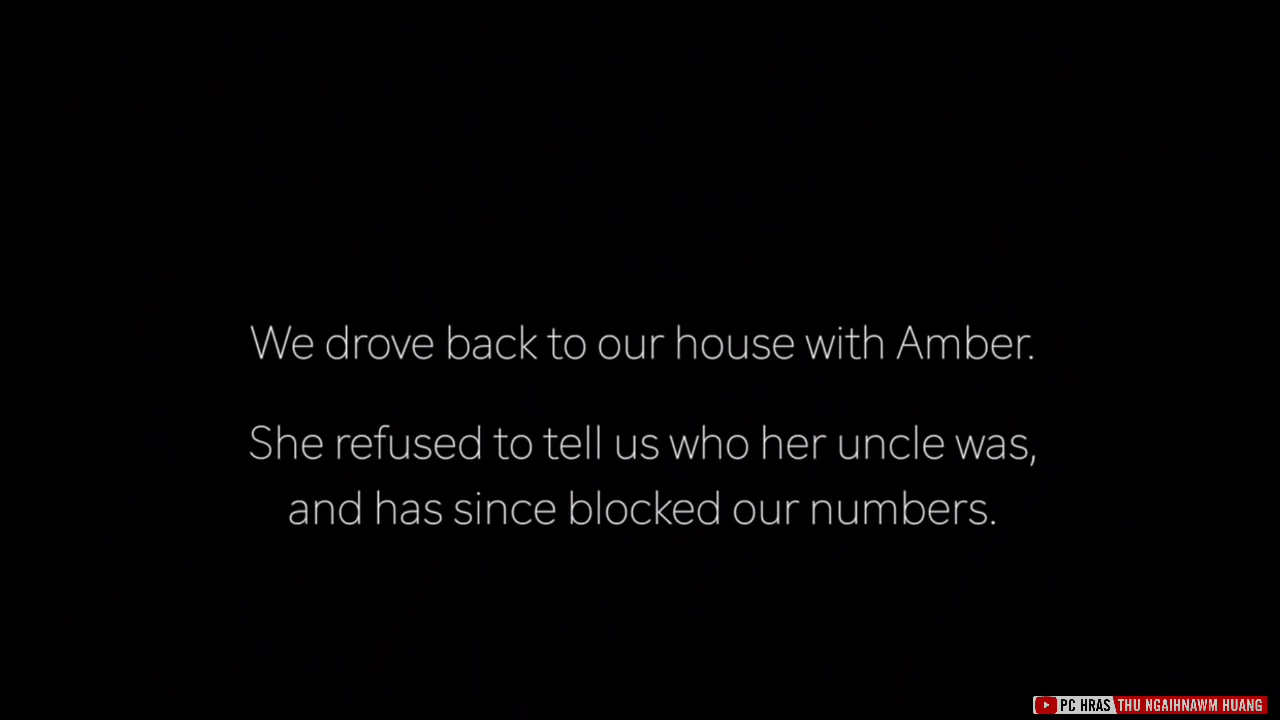 We drove back to our house with Amber.
She refused to tell us who her uncle was,
and has since blocked our numbers.
PC HRAS THU NGAIHNAWM HUANG